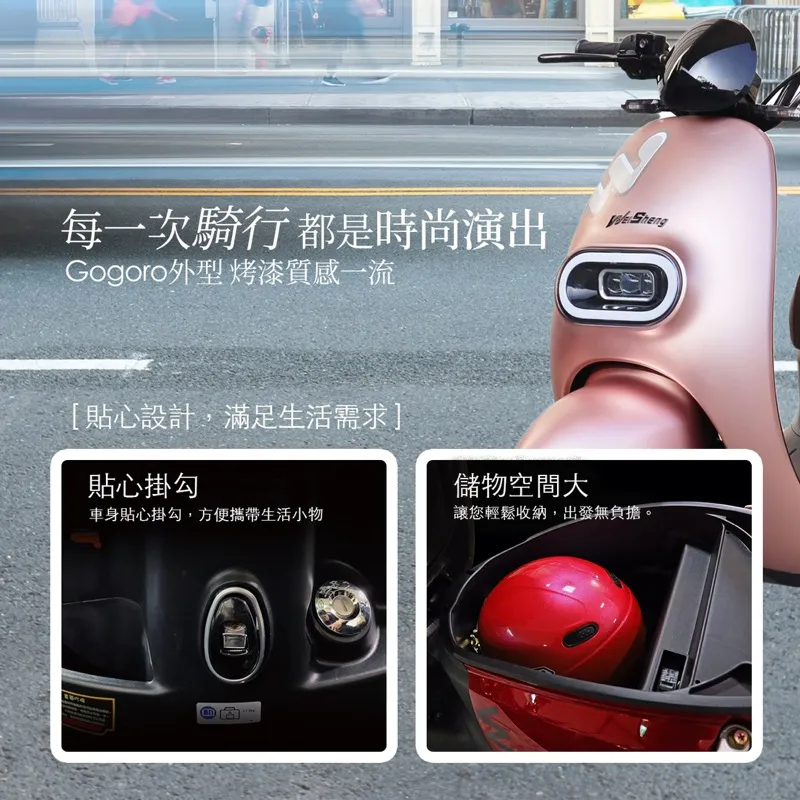 WeiSheng
每一次騎行 都是時尚演出
Gogoro外型 烤漆質感一流
[ 貼心設計，滿足生活需求 ]
貼心掛勾
車身貼心掛勾，方便攜帶生活小物
儲物空間大
讓您輕鬆收納，出發無負擔。